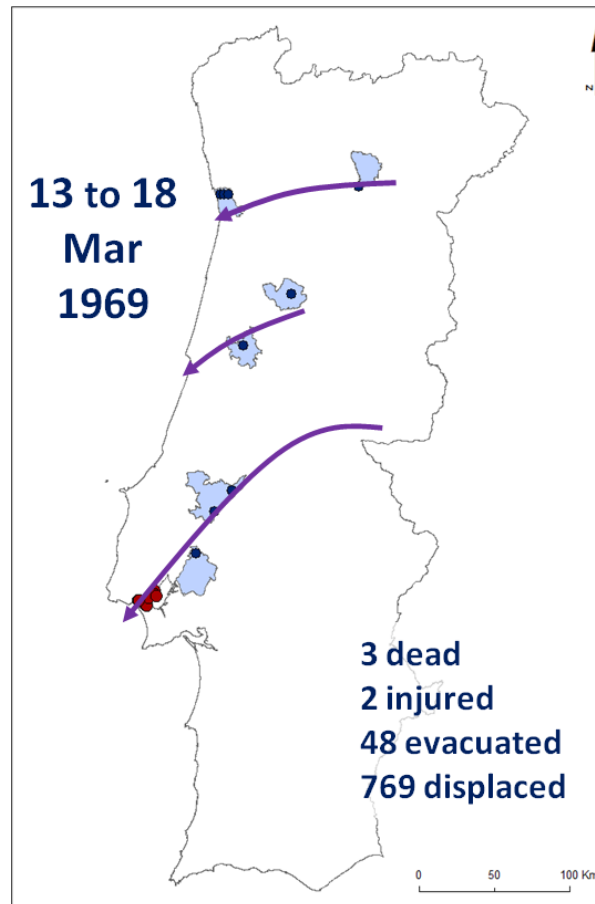 N
13 to 18
Mar
1969
3 dead
2 injured
48 evacuated
769 displaced
0 50 100 Km